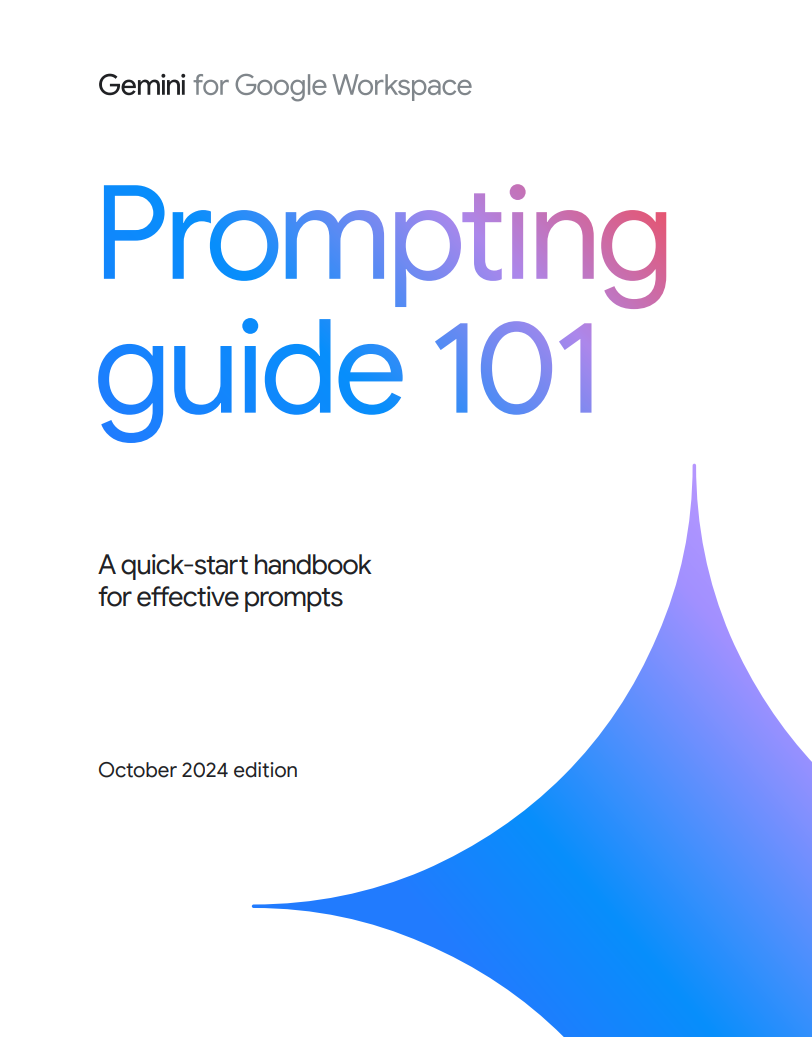 Gemini for Google Workspace
Prompting
guide 101
A quick-start handbook
for effective prompts
October 2024 edition